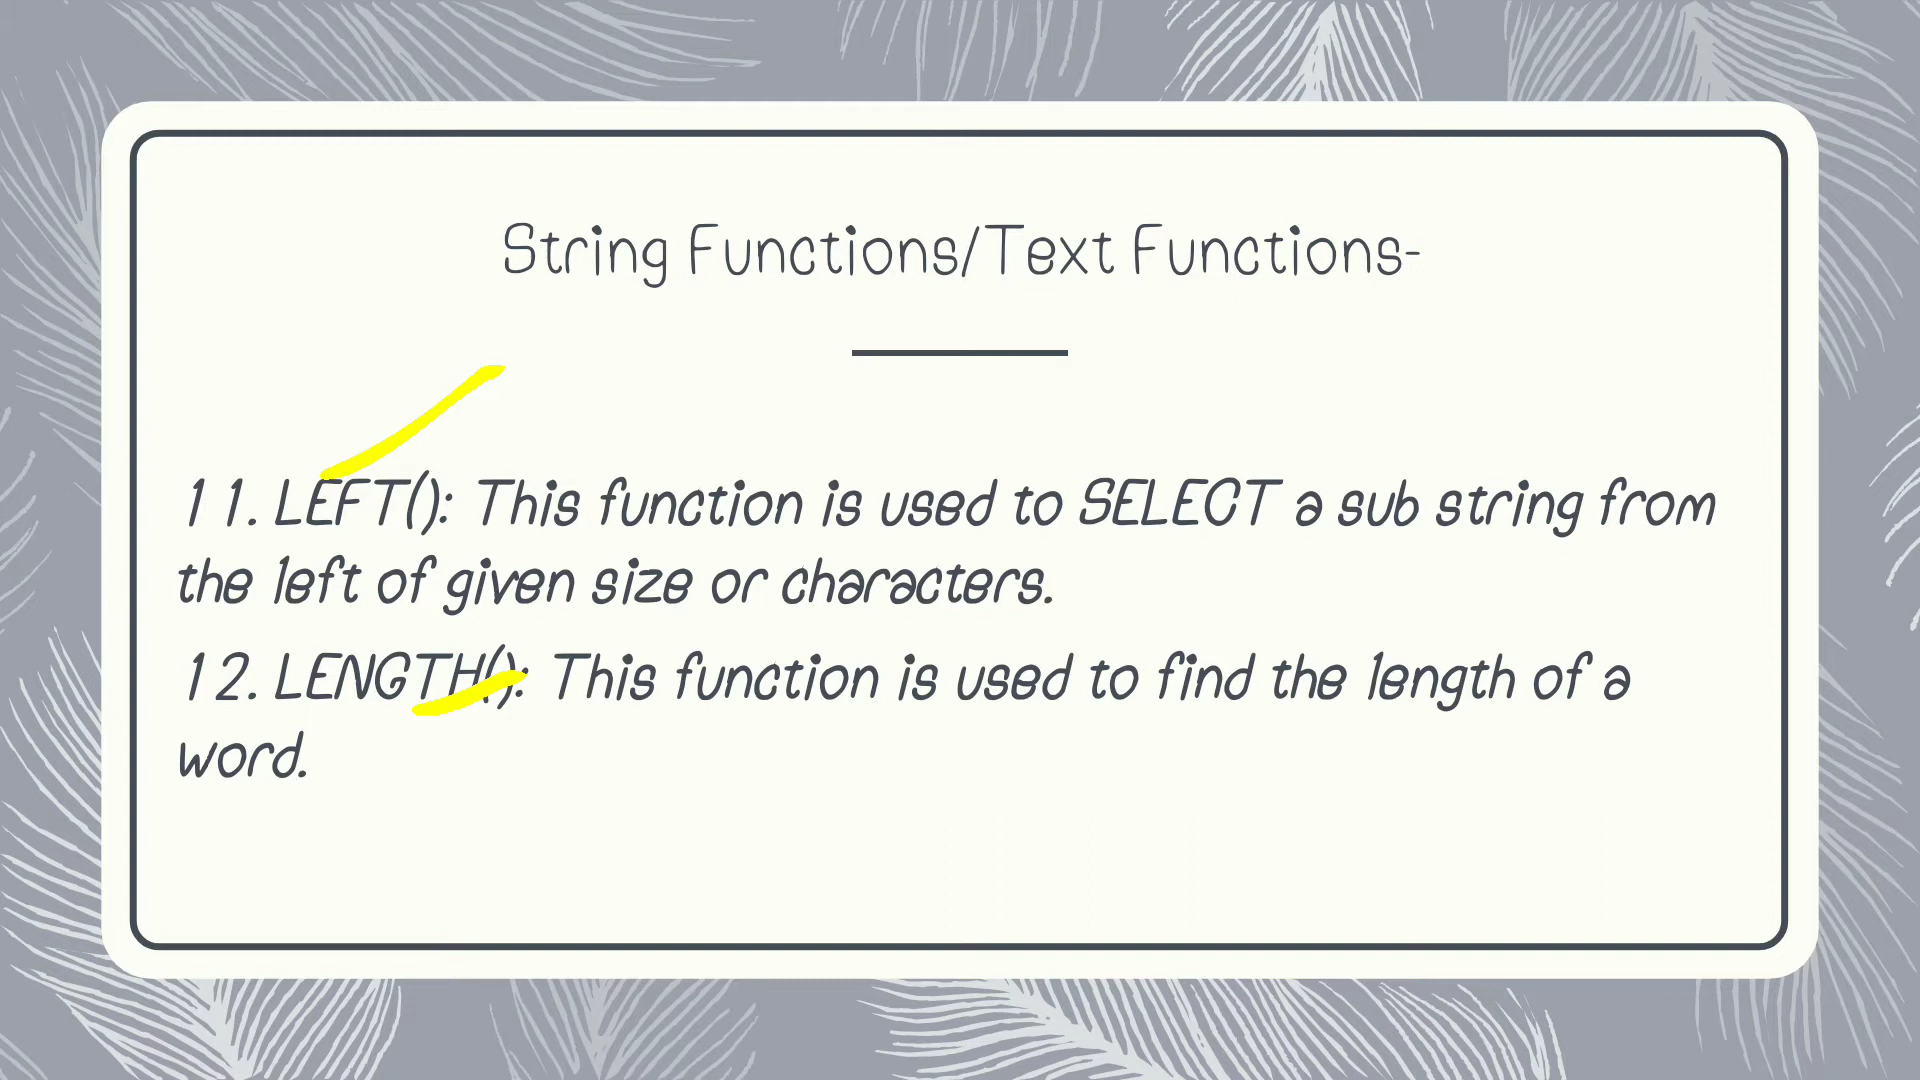 String Functions/Text Functions-
11. LEFT(): This function is used to SELECT a sub string from
the left of given size or characters.
12. LENGTH(): This function is used to find the length of a
word.